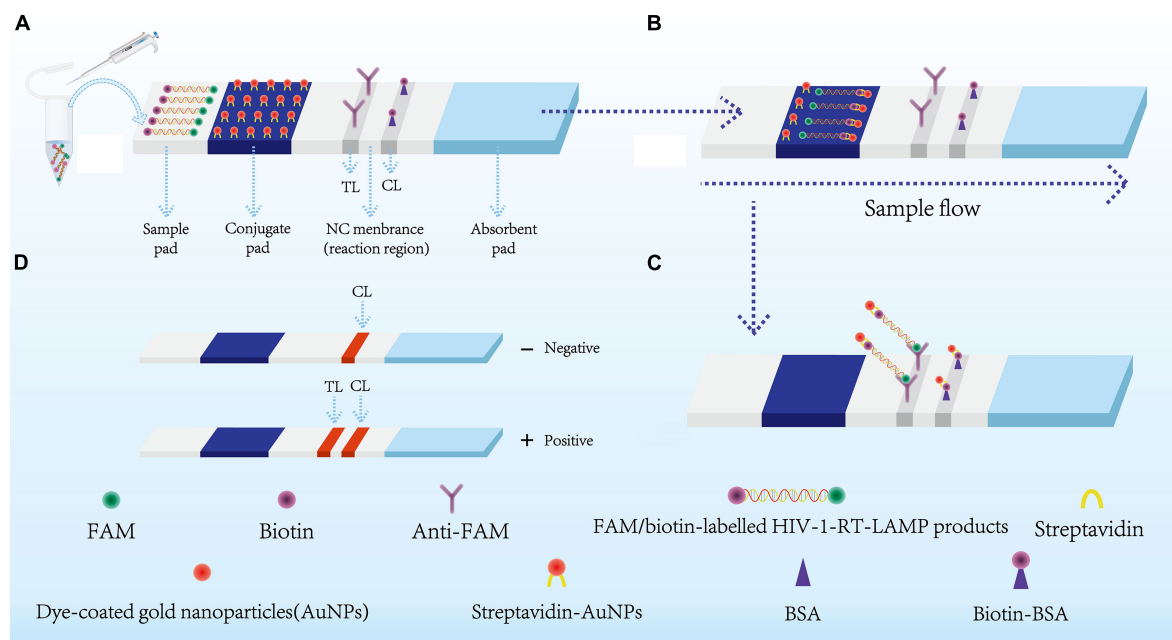 A
TL
CL
Sample
pad
Conjugate
pad
NC menbrance
(reaction region)
Absorbent
pad
B
Sample flow
D
CL
− Negative
TL
CL
+ Positive
C
FAM
Biotin
Anti-FAM
FAM/biotin-labelled HIV-1-RT-LAMP products
Streptavidin
Dye-coated gold nanoparticles(AuNPs)
Streptavidin-AuNPs
BSA
Biotin-BSA